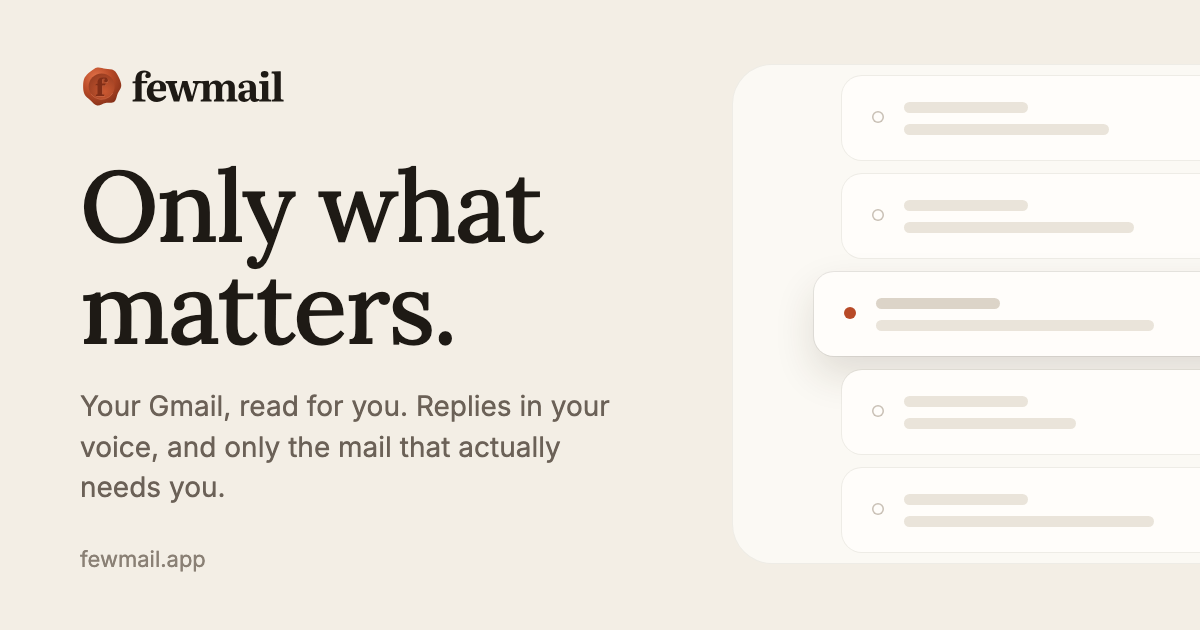 f fewmail
Only what
matters.
Your Gmail, read for you. Replies in your
voice, and only the mail that actually
needs you.
fewmail.app